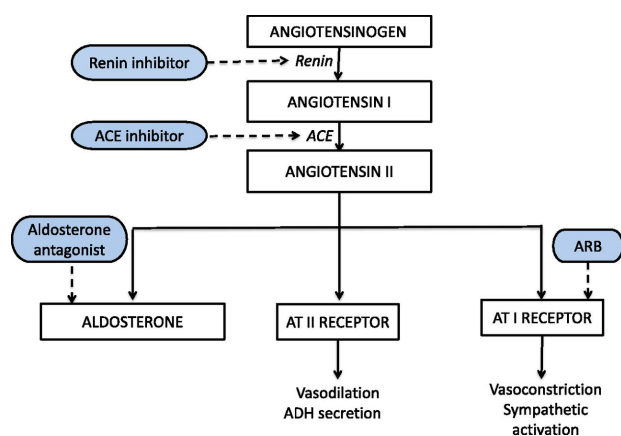 ANGIOTENSINOGEN
Renin inhibitor
Renin
ANGIOTENSIN I
ACE inhibitor
ACE
ANGIOTENSIN II
Aldosterone
antagonist
ARB
ALDOSTERONE
AT II RECEPTOR
AT I RECEPTOR
Vasodilation
ADH secretion
Vasoconstriction
Sympathetic
activation